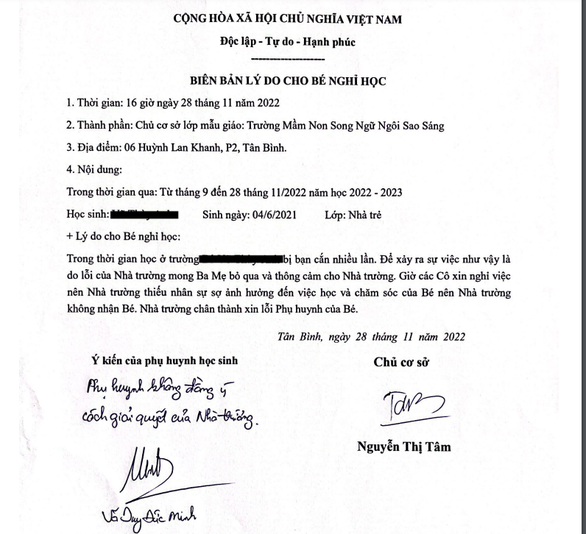 CỘNG HÒA XÃ HỘI CHỦ NGHĨA VIỆT NAM
Độc lập - Tự do - Hạnh phúc
--------------------
BIÊN BẢN LÝ DO CHO BÉ NGHỈ HỌC
1. Thời gian: 16 giờ ngày 28 tháng 11 năm 2022
2. Thành phần: Chủ cơ sở lớp mẫu giáo: Trường Mầm Non Song Ngữ Ngôi Sao Sáng
3. Địa điểm: 06 Huỳnh Lan Khanh, P2, Tân Bình.
4. Nội dung:
Trong thời gian qua: Từ tháng 9 đến 28 tháng 11/2022 năm học 2022 - 2023
Học sinh: Sinh ngày: 04/6/2021 Lớp: Nhà trẻ
+ Lý do cho Bé nghỉ học:
Trong thời gian học ở trường bị bạn cắn nhiều lần. Để xảy ra sự việc như vậy là
do lỗi của Nhà trường mong Ba Mẹ bỏ qua và thông cảm cho Nhà trường. Giờ các Cô xin nghỉ việc
nên Nhà trường thiếu nhân sự sợ ảnh hưởng đến việc học và chăm sóc của Bé nên Nhà trường
không nhận Bé. Nhà trường chân thành xin lỗi Phụ huynh của Bé.
Tân Bình, ngày 28 tháng 11 năm 2022
Ý kiến của phụ huynh học sinh
Chủ cơ sở
Phụ huynh không đồng ý
cách giải quyết của Nhà trường.
Nguyễn Thị Tâm
Võ Duy Đức Minh